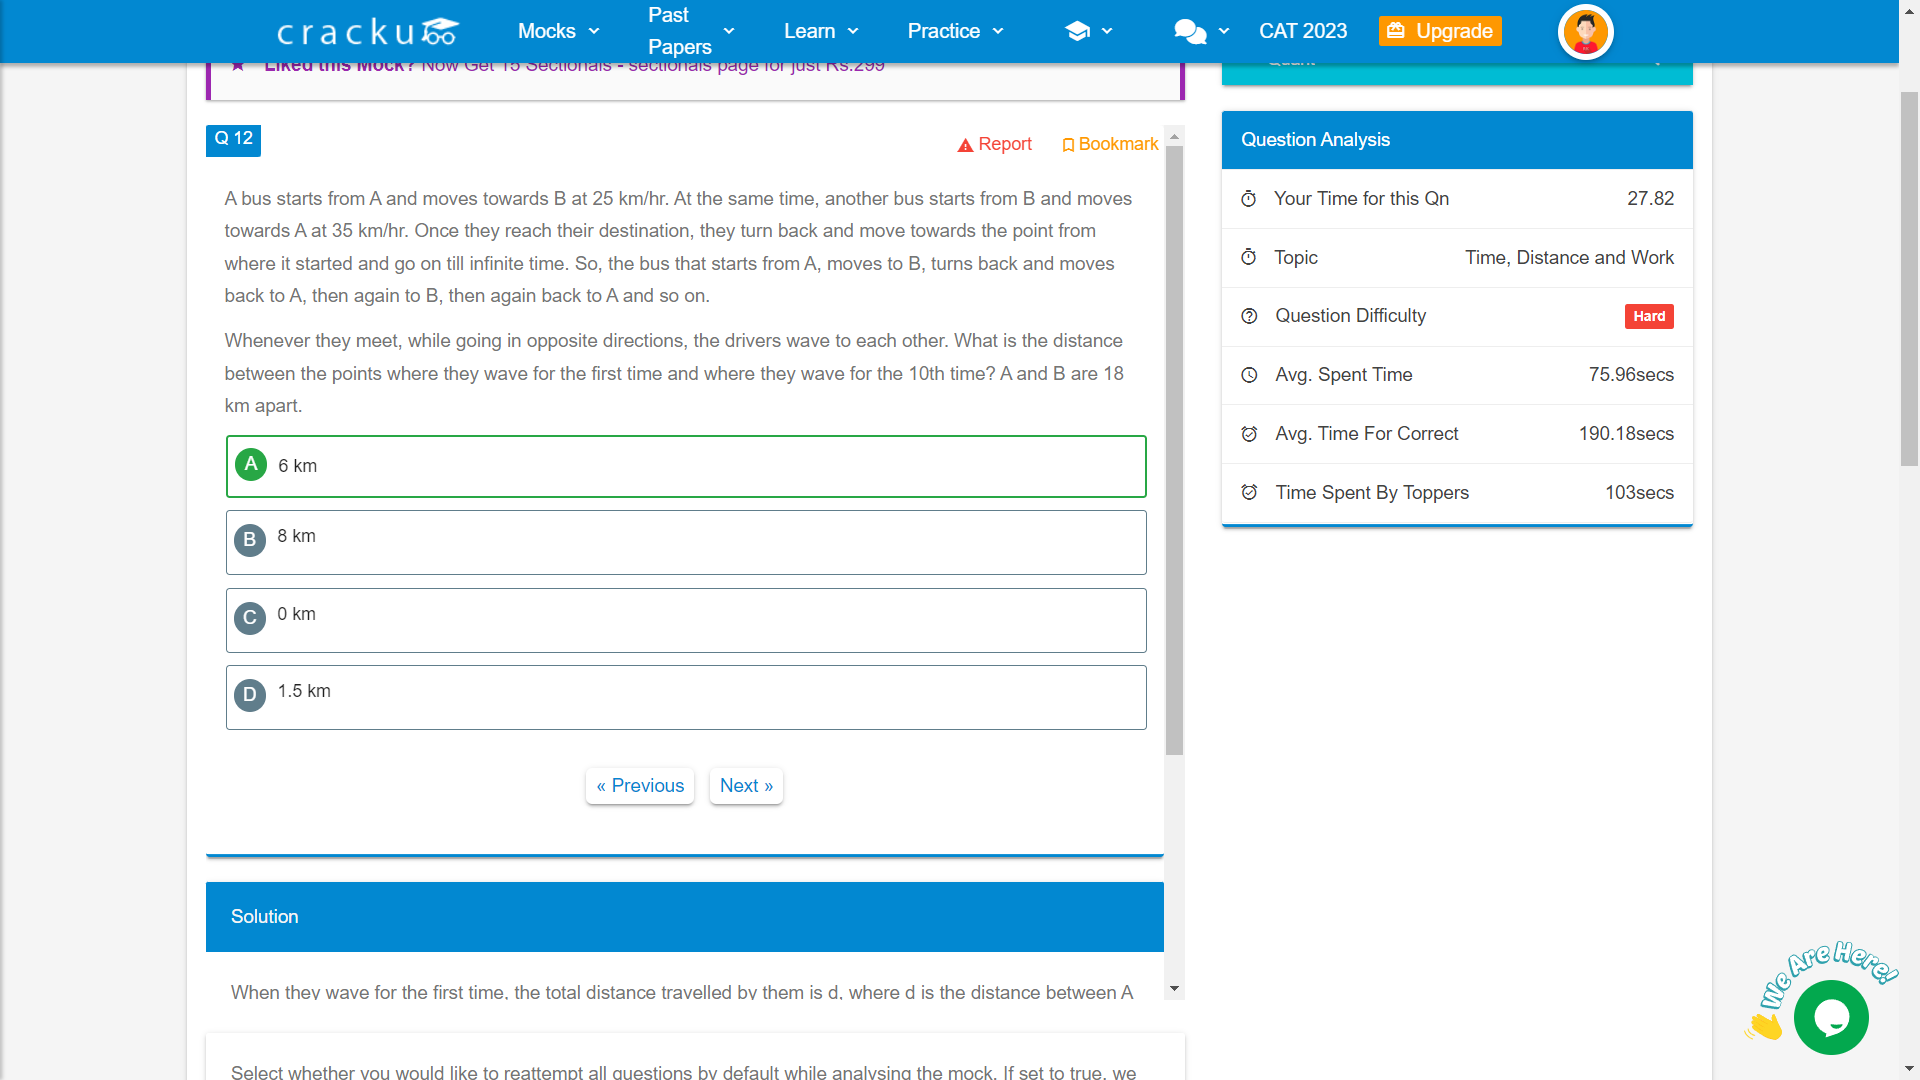 cracku
Mocks
Past Papers
Learn
Practice
CAT 2023
Upgrade
Liked this Mock? Now Get 15 Sectionals - sectionals page for just Rs.299
Quant
Q 12
Report
Bookmark
A bus starts from A and moves towards B at 25 km/hr. At the same time, another bus starts from B and moves
towards A at 35 km/hr. Once they reach their destination, they turn back and move towards the point from
where it started and go on till infinite time. So, the bus that starts from A, moves to B, turns back and moves
back to A, then again to B, then again back to A and so on.
Whenever they meet, while going in opposite directions, the drivers wave to each other. What is the distance
between the points where they wave for the first time and where they wave for the 10th time? A and B are 18
km apart.
A 6 km
B 8 km
C 0 km
D 1.5 km
« Previous
Next »
Solution
When they wave for the first time, the total distance travelled by them is d, where d is the distance between A
Select whether you would like to reattempt all questions by default while analysing the mock. If set to true, we
Question Analysis
Your Time for this Qn 27.82
Topic Time, Distance and Work
Question Difficulty Hard
Avg. Spent Time 75.96secs
Avg. Time For Correct 190.18secs
Time Spent By Toppers 103secs
We Are Here!